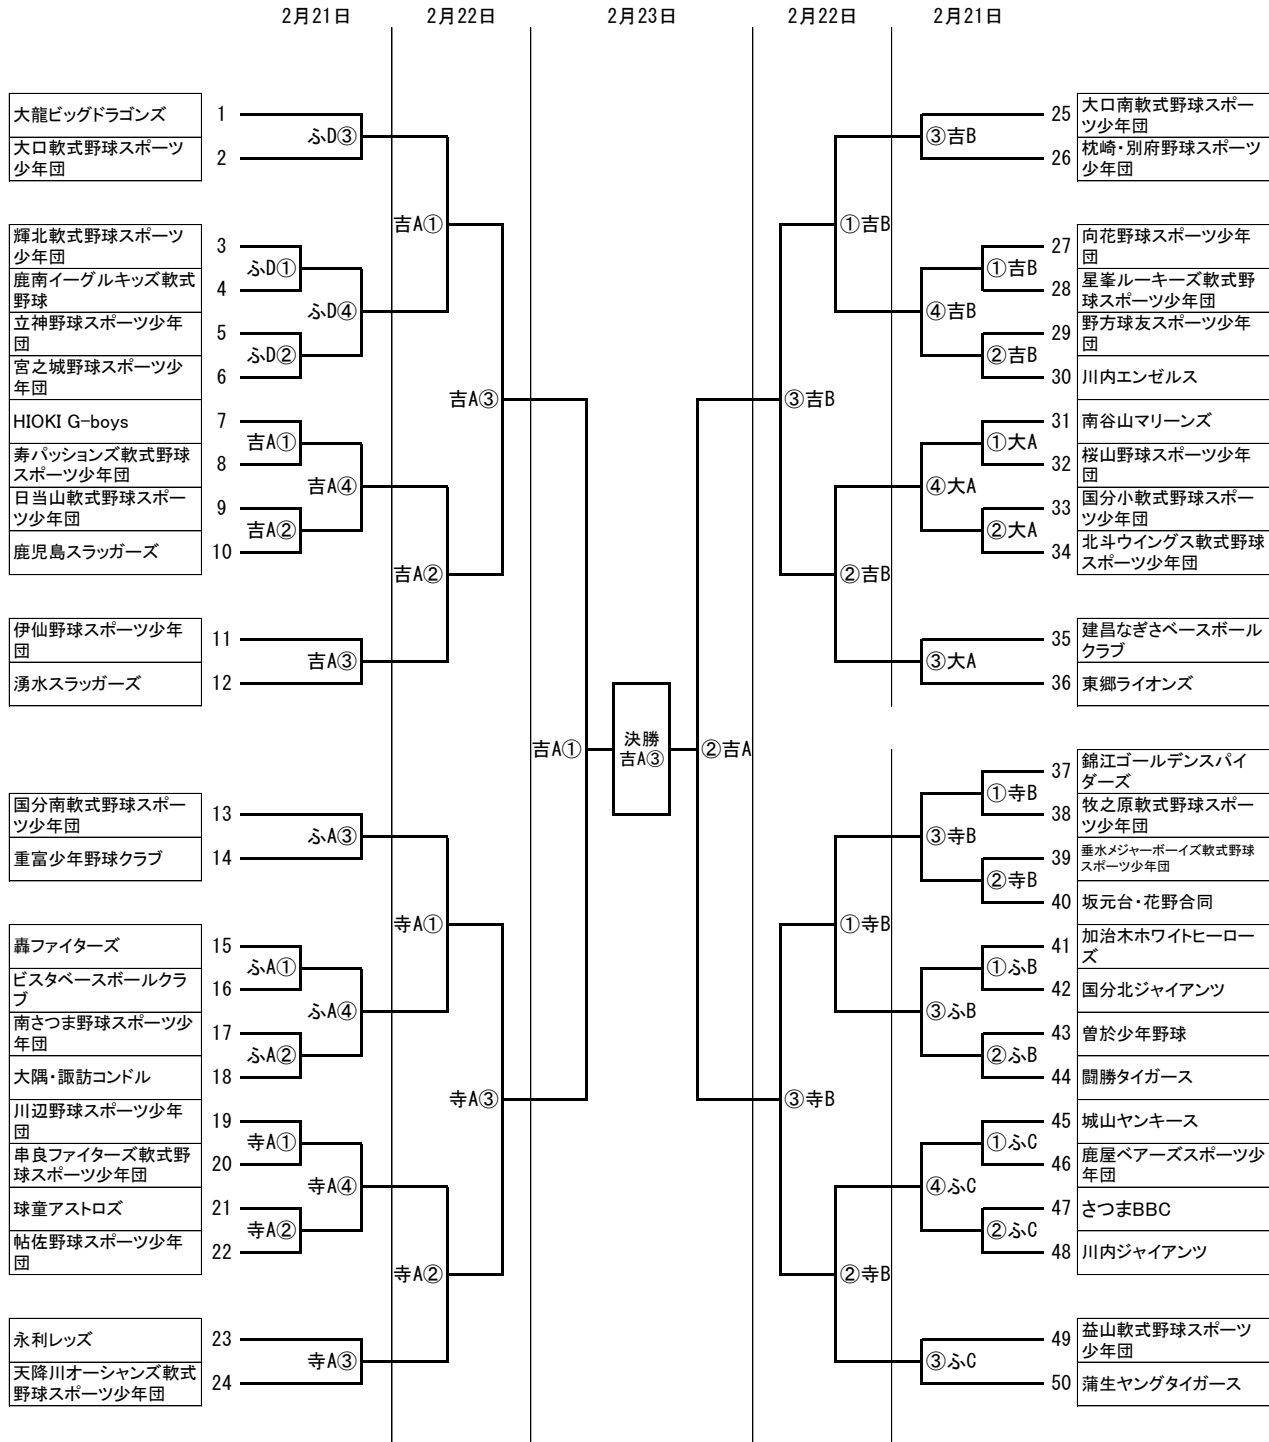 2月21日 2月22日 2月23日 2月22日 2月21日
大龍ビッグドラゴンズ 1
ふD③
大口軟式野球スポーツ
少年団 2
吉A①
輝北軟式野球スポーツ
少年団 3
ふD①
鹿南イーグルキッズ軟式
野球 4
ふD④
立神野球スポーツ少年
団 5
ふD②
宮之城野球スポーツ少
年団 6
吉A③
HIOKI G-boys 7
吉A①
寿パッションズ軟式野球
スポーツ少年団 8
吉A④
日当山軟式野球スポー
ツ少年団 9
吉A②
鹿児島スラッガーズ 10
吉A②
伊仙野球スポーツ少年
団 11
吉A③
湧水スラッガーズ 12
吉A①
決勝
吉A③
②吉A
国分南軟式野球スポー
ツ少年団 13
ふA③
重富少年野球クラブ 14
寺A①
轟ファイターズ 15
ふA①
ビスタベースボールクラ
ブ 16
ふA④
南さつま野球スポーツ少
年団 17
ふA②
大隅・諏訪コンドル 18
寺A③
川辺野球スポーツ少年
団 19
寺A①
串良ファイターズ軟式野
球スポーツ少年団 20
寺A④
球童アストロズ 21
寺A②
帖佐野球スポーツ少年
団 22
寺A②
永利レッズ 23
寺A③
天降川オーシャンズ軟式
野球スポーツ少年団 24
25 大口南軟式野球スポー
ツ少年団
③吉B
26 枕崎・別府野球スポーツ
少年団
①吉B
27 向花野球スポーツ少年
団
①吉B
28 星峯ルーキーズ軟式野
球スポーツ少年団
④吉B
29 野方球友スポーツ少年
団
②吉B
30 川内エンゼルス
③吉B
31 南谷山マリーンズ
①大A
32 桜山野球スポーツ少年
団
④大A
33 国分小軟式野球スポー
ツ少年団
②大A
34 北斗ウイングス軟式野球
スポーツ少年団
②吉B
35 建昌なぎさベースボール
クラブ
③大A
36 東郷ライオンズ
37 錦江ゴールデンスパイ
ダーズ
①寺B
38 牧之原軟式野球スポー
ツ少年団
③寺B
39 垂水メジャーボーイズ軟式野球
スポーツ少年団
②寺B
40 坂元台・花野合同
①寺B
41 加治木ホワイトヒーロー
ズ
①ふB
42 国分北ジャイアンツ
③ふB
43 曽於少年野球
②ふB
44 闘勝タイガース
③寺B
45 城山ヤンキース
①ふC
46 鹿屋ベアーズスポーツ少
年団
④ふC
47 さつまBBC
②ふC
48 川内ジャイアンツ
②寺B
49 益山軟式野球スポーツ
少年団
③ふC
50 蒲生ヤングタイガース